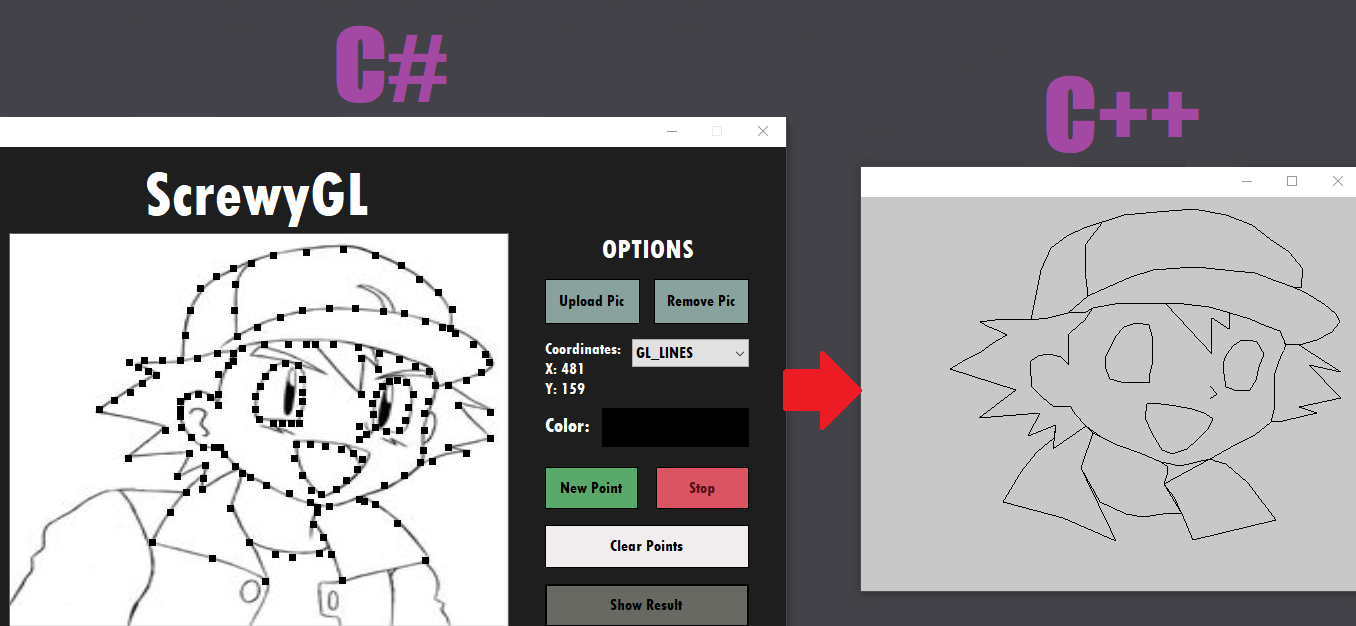 C#
C++
ScrewyGL
OPTIONS
Upload Pic
Remove Pic
Coordinates:
GL_LINES
X: 481
Y: 159
Color:
New Point
Stop
Clear Points
Show Result